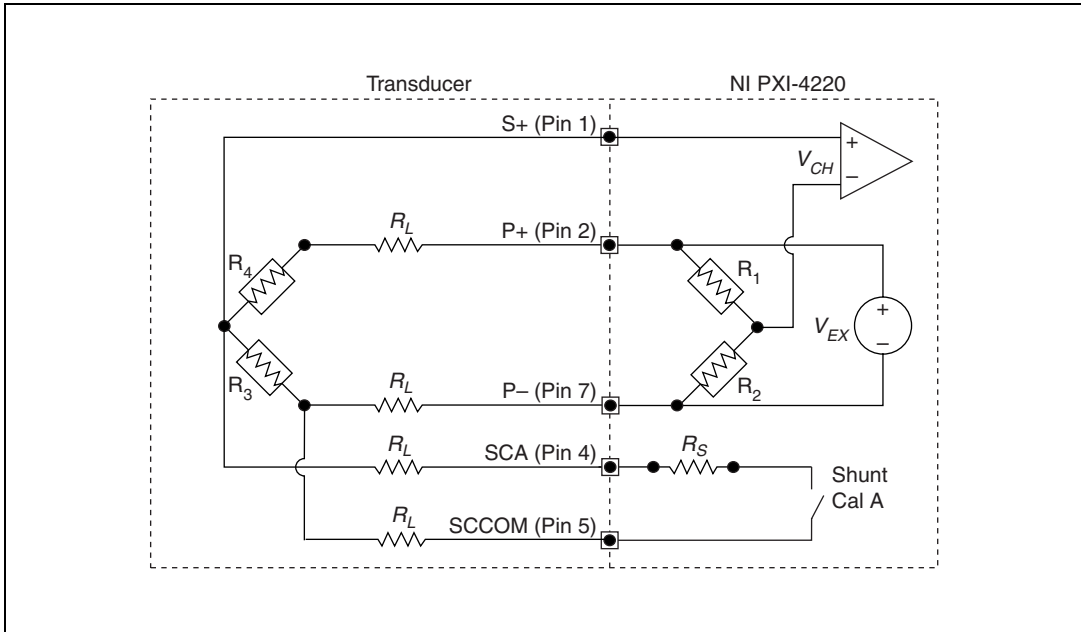 Transducer
NI PXI-4220
S+ (Pin 1)
+
V_CH
–
R_L
P+ (Pin 2)
R_4
R_1
+
V_EX
–
R_3
R_L
P– (Pin 7)
R_2
R_L
SCA (Pin 4)
R_S
Shunt
Cal A
R_L
SCCOM (Pin 5)